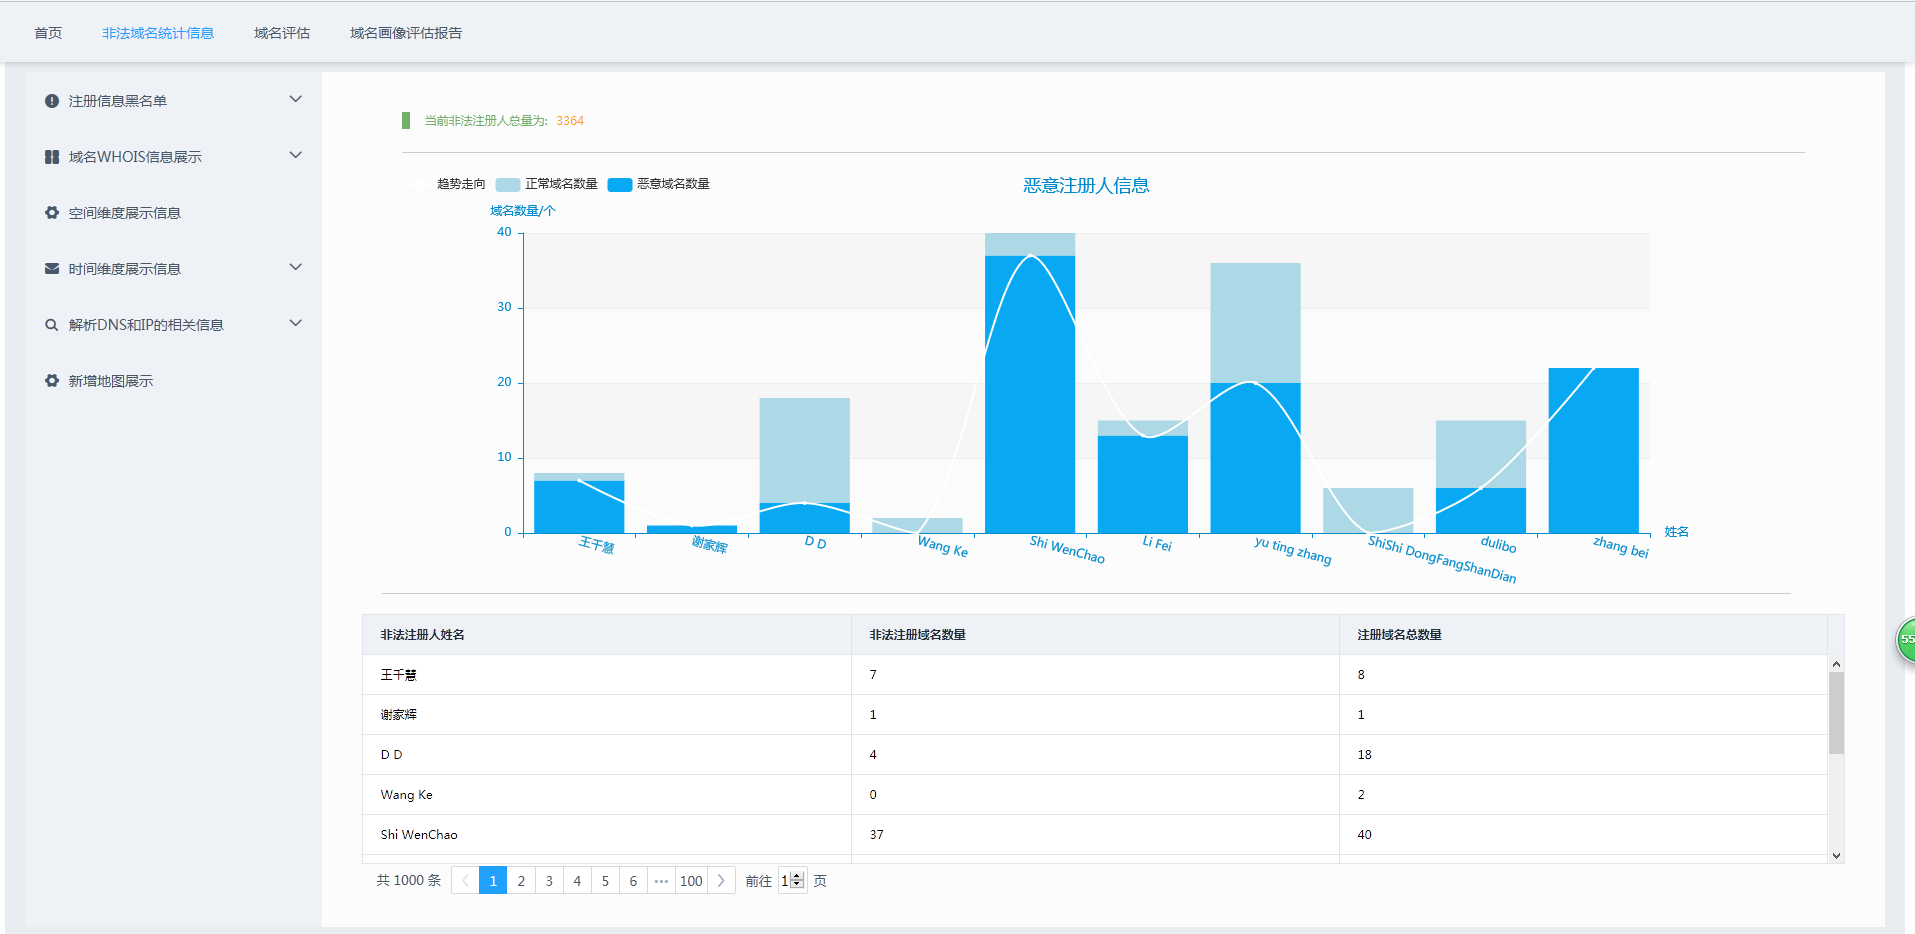 首页 非法域名统计信息 域名评估 域名画像评估报告
注册信息黑名单
域名WHOIS信息展示
空间维度展示信息
时间维度展示信息
解析DNS和IP的相关信息
新增地图展示
当前非法注册人总量为: 3364
趋势走向 正常域名数量 恶意域名数量
恶意注册人信息
域名数量/个
40
30
20
10
0
王千慧 谢家辉 D D Wang Ke Shi WenChao Li Fei yu ting zhang ShiShi DongFangShanDian dulibo zhang bei
姓名
非法注册人姓名 非法注册域名数量 注册域名总数量
王千慧 7 8
谢家辉 1 1
D D 4 18
Wang Ke 0 2
Shi WenChao 37 40
共 1000 条 1 2 3 4 5 6 ••• 100 前往 1 页
55